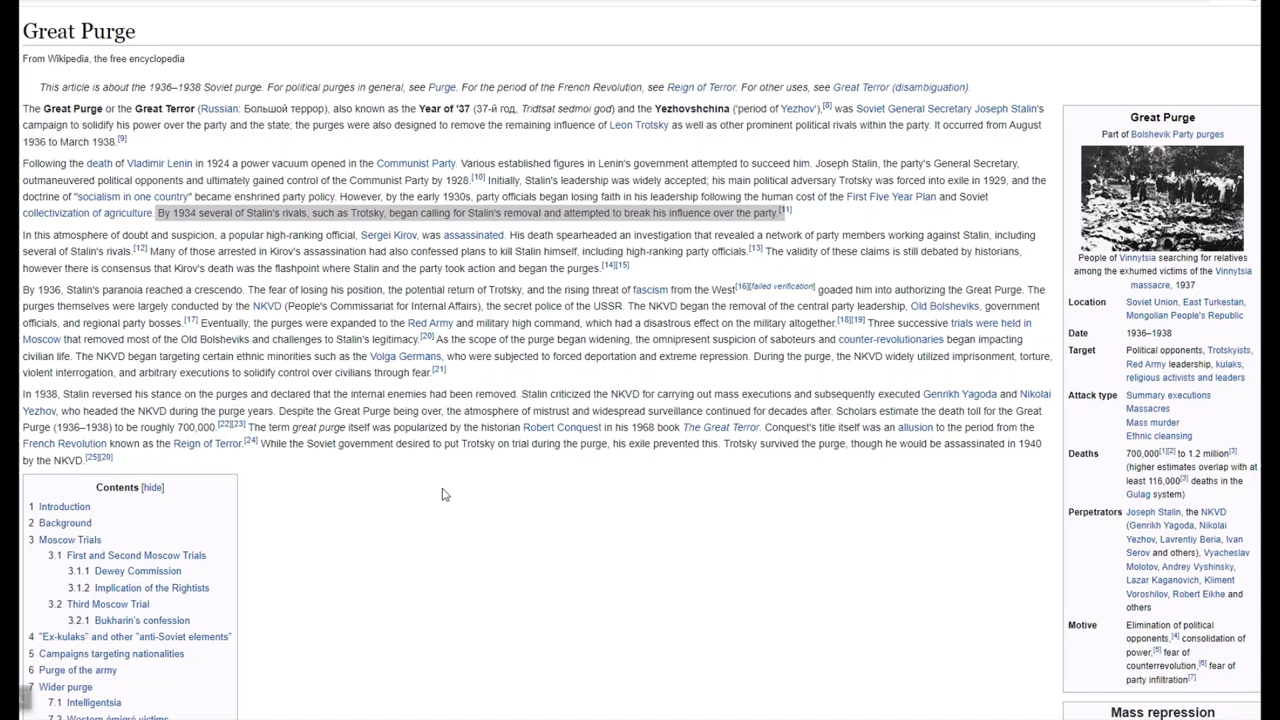 Great Purge
From Wikipedia, the free encyclopedia
This article is about the 1936–1938 Soviet purge. For political purges in general, see Purge. For the period of the French Revolution, see Reign of Terror. For other uses, see Great Terror (disambiguation).
The Great Purge or the Great Terror (Russian: Большой террор), also known as the Year of '37 (37-й год, Tridtsat sedmoi god) and the Yezhovshchina ('period of Yezhov'),[8] was Soviet General Secretary Joseph Stalin's
campaign to solidify his power over the party and the state; the purges were also designed to remove the remaining influence of Leon Trotsky as well as other prominent political rivals within the party. It occurred from August
1936 to March 1938.[9]
Following the death of Vladimir Lenin in 1924 a power vacuum opened in the Communist Party. Various established figures in Lenin's government attempted to succeed him. Joseph Stalin, the party's General Secretary,
outmaneuvered political opponents and ultimately gained control of the Communist Party by 1928.[10] Initially, Stalin's leadership was widely accepted; his main political adversary Trotsky was forced into exile in 1929, and the
doctrine of "socialism in one country" became enshrined party policy. However, by the early 1930s, party officials began losing faith in his leadership following the human cost of the First Five Year Plan and Soviet
collectivization of agriculture. By 1934 several of Stalin's rivals, such as Trotsky, began calling for Stalin's removal and attempted to break his influence over the party.[11]
In this atmosphere of doubt and suspicion, a popular high-ranking official, Sergei Kirov, was assassinated. His death spearheaded an investigation that revealed a network of party members working against Stalin, including
several of Stalin's rivals.[12] Many of those arrested in Kirov's assassination had also confessed plans to kill Stalin himself, including high-ranking party officials.[13] The validity of these claims is still debated by historians,
however there is consensus that Kirov's death was the flashpoint where Stalin and the party took action and began the purges.[14][15]
By 1936, Stalin's paranoia reached a crescendo. The fear of losing his position, the potential return of Trotsky, and the rising threat of fascism from the West[16][failed verification] goaded him into authorizing the Great Purge. The
purges themselves were largely conducted by the NKVD (People's Commissariat for Internal Affairs), the secret police of the USSR. The NKVD began the removal of the central party leadership, Old Bolsheviks, government
officials, and regional party bosses.[17] Eventually, the purges were expanded to the Red Army and military high command, which had a disastrous effect on the military altogether.[18][19] Three successive trials were held in
Moscow that removed most of the Old Bolsheviks and challenges to Stalin's legitimacy.[20] As the scope of the purge began widening, the omnipresent suspicion of saboteurs and counter-revolutionaries began impacting
civilian life. The NKVD began targeting certain ethnic minorities such as the Volga Germans, who were subjected to forced deportation and extreme repression. During the purge, the NKVD widely utilized imprisonment, torture,
violent interrogation, and arbitrary executions to solidify control over civilians through fear.[21]
In 1938, Stalin reversed his stance on the purges and declared that the internal enemies had been removed. Stalin criticized the NKVD for carrying out mass executions and subsequently executed Genrikh Yagoda and Nikolai
Yezhov, who headed the NKVD during the purge years. Despite the Great Purge being over, the atmosphere of mistrust and widespread surveillance continued for decades after. Scholars estimate the death toll for the Great
Purge (1936–1938) to be roughly 700,000.[22][23] The term great purge itself was popularized by the historian Robert Conquest in his 1968 book The Great Terror. Conquest's title itself was an allusion to the period from the
French Revolution known as the Reign of Terror.[24] While the Soviet government desired to put Trotsky on trial during the purge, his exile prevented this. Trotsky survived the purge, though he would be assassinated in 1940
by the NKVD.[25][20]
Contents [hide]
1 Introduction
2 Background
3 Moscow Trials
3.1 First and Second Moscow Trials
3.1.1 Dewey Commission
3.1.2 Implication of the Rightists
3.2 Third Moscow Trial
3.2.1 Bukharin's confession
4 "Ex-kulaks" and other "anti-Soviet elements"
5 Campaigns targeting nationalities
6 Purge of the army
7 Wider purge
7.1 Intelligentsia
7.2 Western émigré victims
Great Purge
Part of Bolshevik Party purges
People of Vinnytsia searching for relatives
among the exhumed victims of the Vinnytsia
massacre, 1937
Location Soviet Union, East Turkestan,
Mongolian People's Republic
Date 1936–1938
Target Political opponents, Trotskyists,
Red Army leadership, kulaks,
religious activists and leaders
Attack type Summary executions
Massacres
Mass murder
Ethnic cleansing
Deaths 700,000[1][2] to 1.2 million[3]
(higher estimates overlap with at
least 116,000[3] deaths in the
Gulag system)
Perpetrators Joseph Stalin, the NKVD
(Genrikh Yagoda, Nikolai
Yezhov, Lavrentiy Beria, Ivan
Serov and others), Vyacheslav
Molotov, Andrey Vyshinsky,
Lazar Kaganovich, Kliment
Voroshilov, Robert Eikhe and
others
Motive Elimination of political
opponents,[4] consolidation of
power,[5] fear of
counterrevolution,[6] fear of
party infiltration[7]
Mass repression